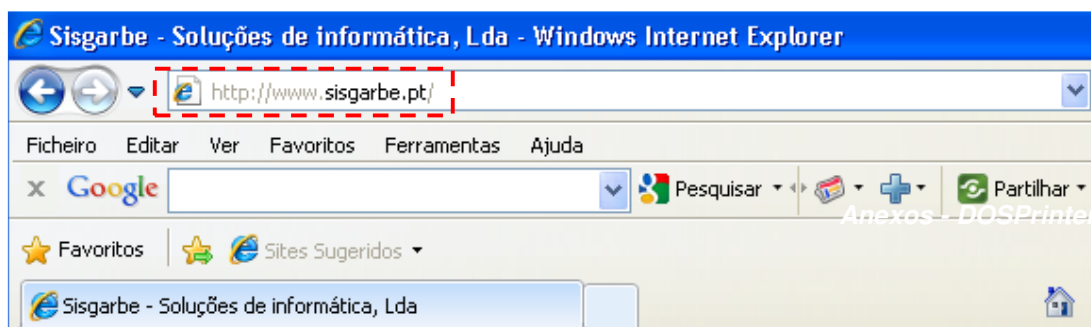 Sisgarbe - Soluções de informática, Lda - Windows Internet Explorer
http://www.sisgarbe.pt/
Ficheiro Editar Ver Favoritos Ferramentas Ajuda
x Google Pesquisar Partilhar
Anexos - DOSPrinter
Favoritos Sites Sugeridos
Sisgarbe - Soluções de informática, Lda